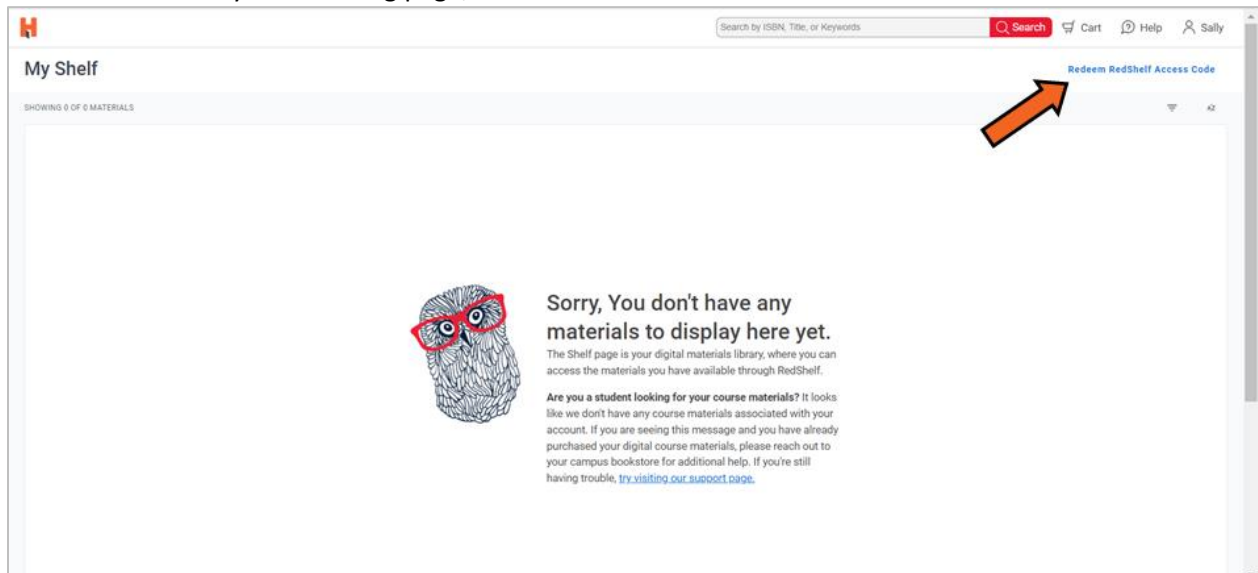 Search by ISBN, Title, or Keywords
Search
Cart
Help
Sally
My Shelf
Redeem RedShelf Access Code
SHOWING 0 OF 0 MATERIALS
AZ
Sorry, You don't have any
materials to display here yet.
The Shelf page is your digital materials library, where you can
access the materials you have available through RedShelf.
Are you a student looking for your course materials? It looks
like we don't have any course materials associated with your
account. If you are seeing this message and you have already
purchased your digital course materials, please reach out to
your campus bookstore for additional help. If you're still
having trouble, try visiting our support page.